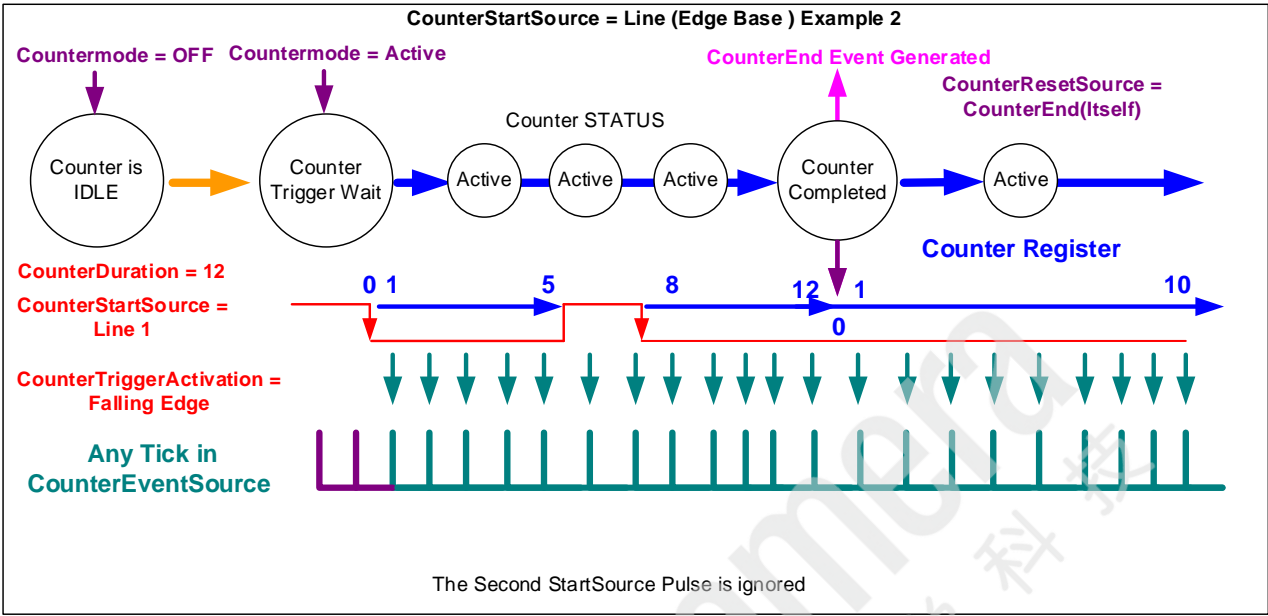 CounterStartSource = Line (Edge Base ) Example 2
Countermode = OFF
Countermode = Active
CounterEnd Event Generated
CounterResetSource =
CounterEnd(Itself)
Counter STATUS
Counter is
IDLE
Counter
Trigger Wait
Active
Active
Active
Counter
Completed
Active
Counter Register
CounterDuration = 12
0 1 5 8 12 1 10
CounterStartSource =
Line 1
0
CounterTriggerActivation =
Falling Edge
Any Tick in
CounterEventSource
The Second StartSource Pulse is ignored
amera
科技